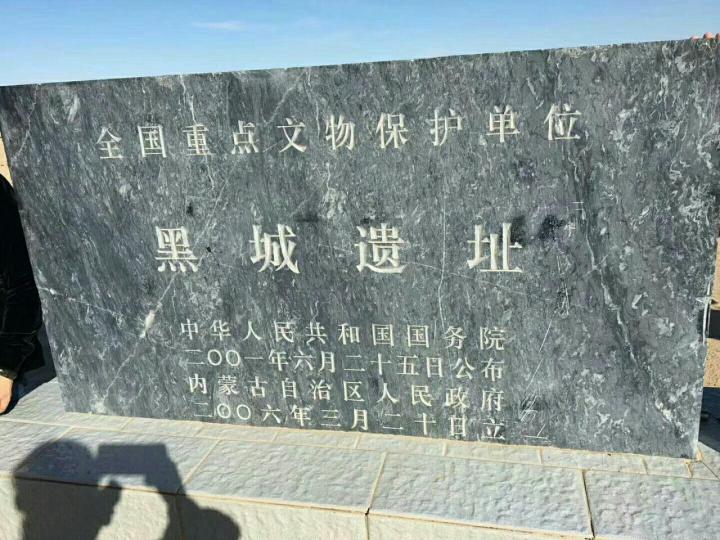 全国重点文物保护单位
黑城遗址
中华人民共和国国务院
二〇〇一年六月二十五日公布
内蒙古自治区人民政府
二〇〇六年三月二十日立